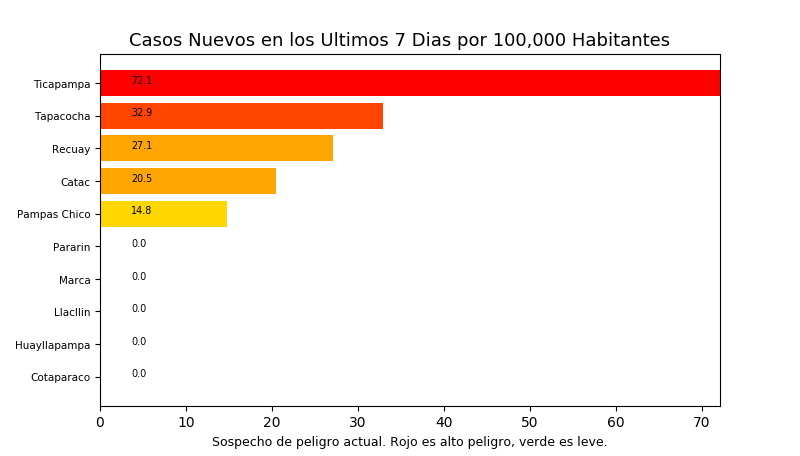 Casos Nuevos en los Ultimos 7 Dias por 100,000 Habitantes
Ticapampa 72.1
Tapacocha 32.9
Recuay 27.1
Catac 20.5
Pampas Chico 14.8
Pararin 0.0
Marca 0.0
Llacllin 0.0
Huayllapampa 0.0
Cotaparaco 0.0
0 10 20 30 40 50 60 70
Sospecho de peligro actual. Rojo es alto peligro, verde es leve.